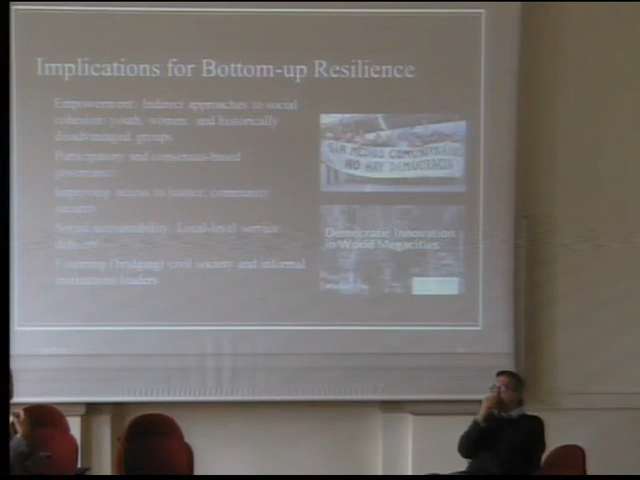 Implications for Bottom-up Resilience
Empowerment: Indirect approaches to social
cohesion: youth, women, and historically
disadvantaged groups
Participatory and consensus-based
governance
Improving access to justice; community
security
Social accountability: Local-level service
delivery
Fostering (bridging) civil society and informal
institutions leaders
SIN MEDIOS COMUNITARIOS
NO HAY DEMOCRACIA
Democratic Innovation
in World Megacities